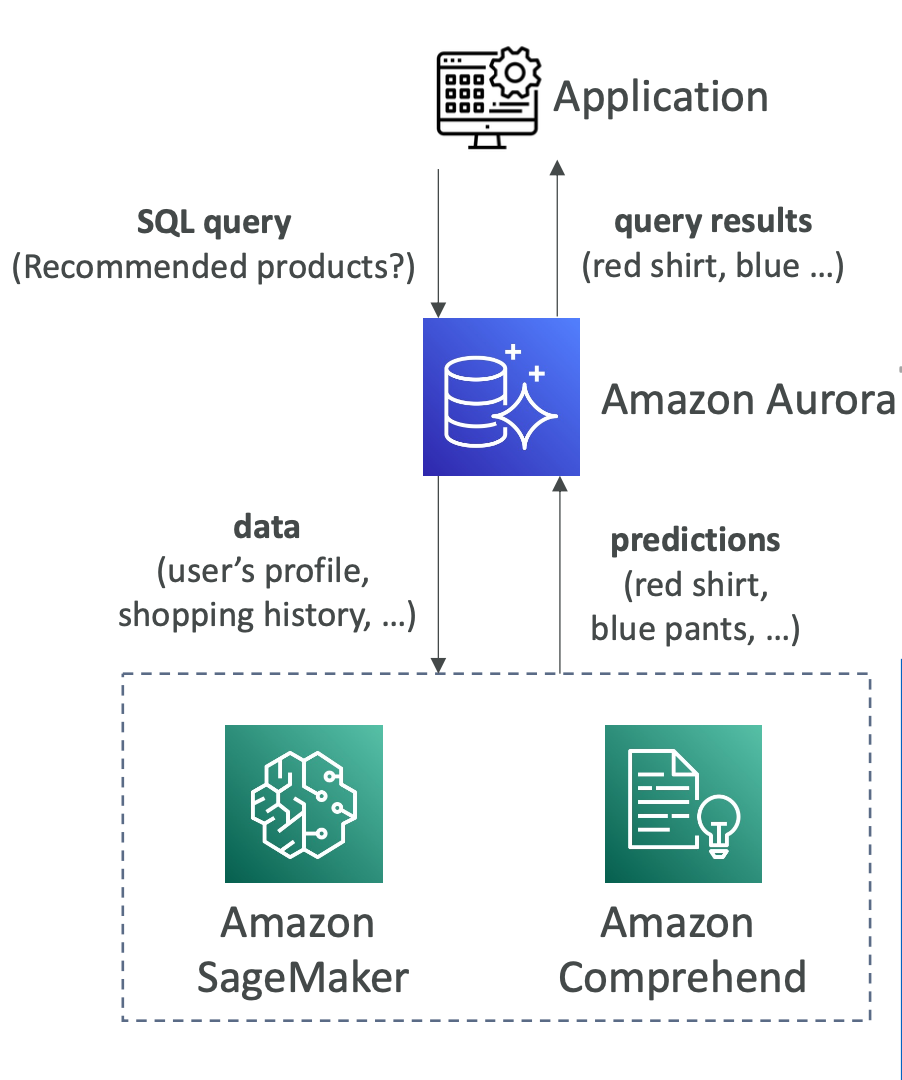 Application
SQL query
(Recommended products?)
query results
(red shirt, blue ...)
Amazon Aurora
data
(user’s profile,
shopping history, ...)
predictions
(red shirt,
blue pants, ...)
Amazon
SageMaker
Amazon
Comprehend